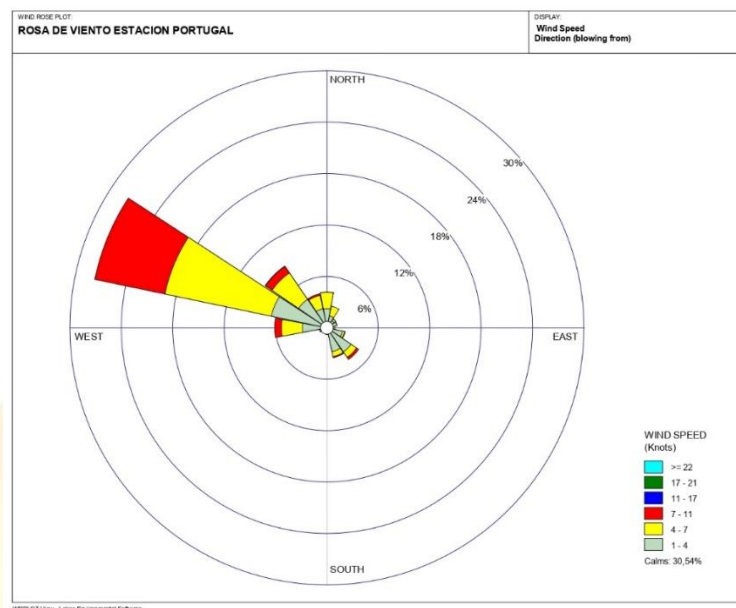 WIND ROSE PLOT:
ROSA DE VIENTO ESTACION PORTUGAL
DISPLAY:
Wind Speed
Direction (blowing from)
NORTH
30%
24%
18%
12%
6%
WEST
EAST
SOUTH
WIND SPEED
(Knots)
>= 22
17 - 21
11 - 17
7 - 11
4 - 7
1 - 4
Calms: 30,54%